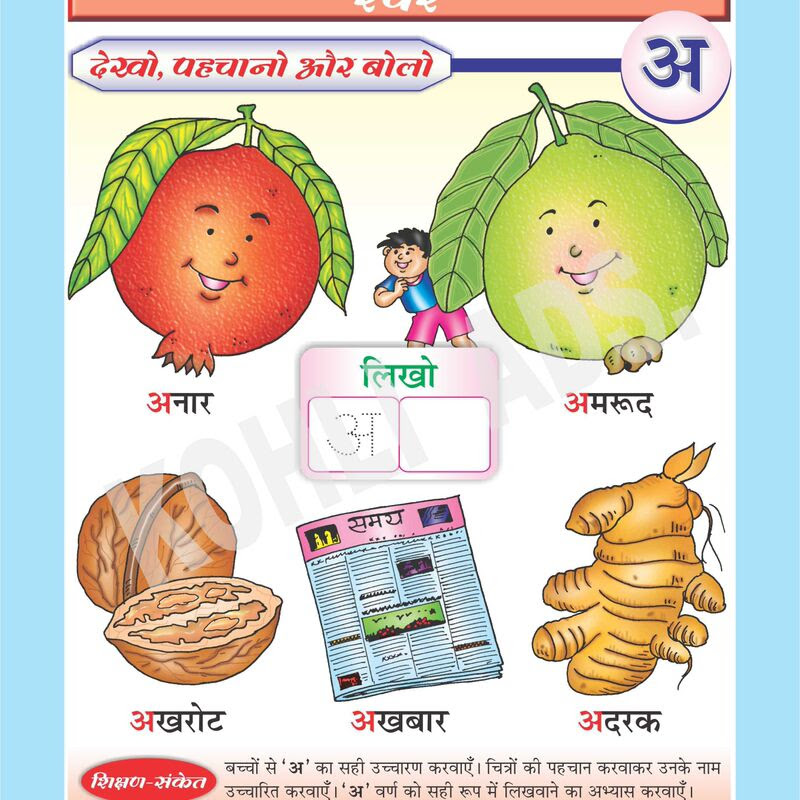 स्वर
देखो, पहचानो और बोलो
अ
अनार
अमरूद
लिखो
अ
समय
अखरोट
अखबार
अदरक
शिक्षण-संकेत
बच्चों से ‘अ’ का सही उच्चारण करवाएँ। चित्रों की पहचान करवाकर उनके नाम
उच्चारित करवाएँ। ‘अ’ वर्ण को सही रूप में लिखवाने का अभ्यास करवाएँ।
KOHLI ADS.